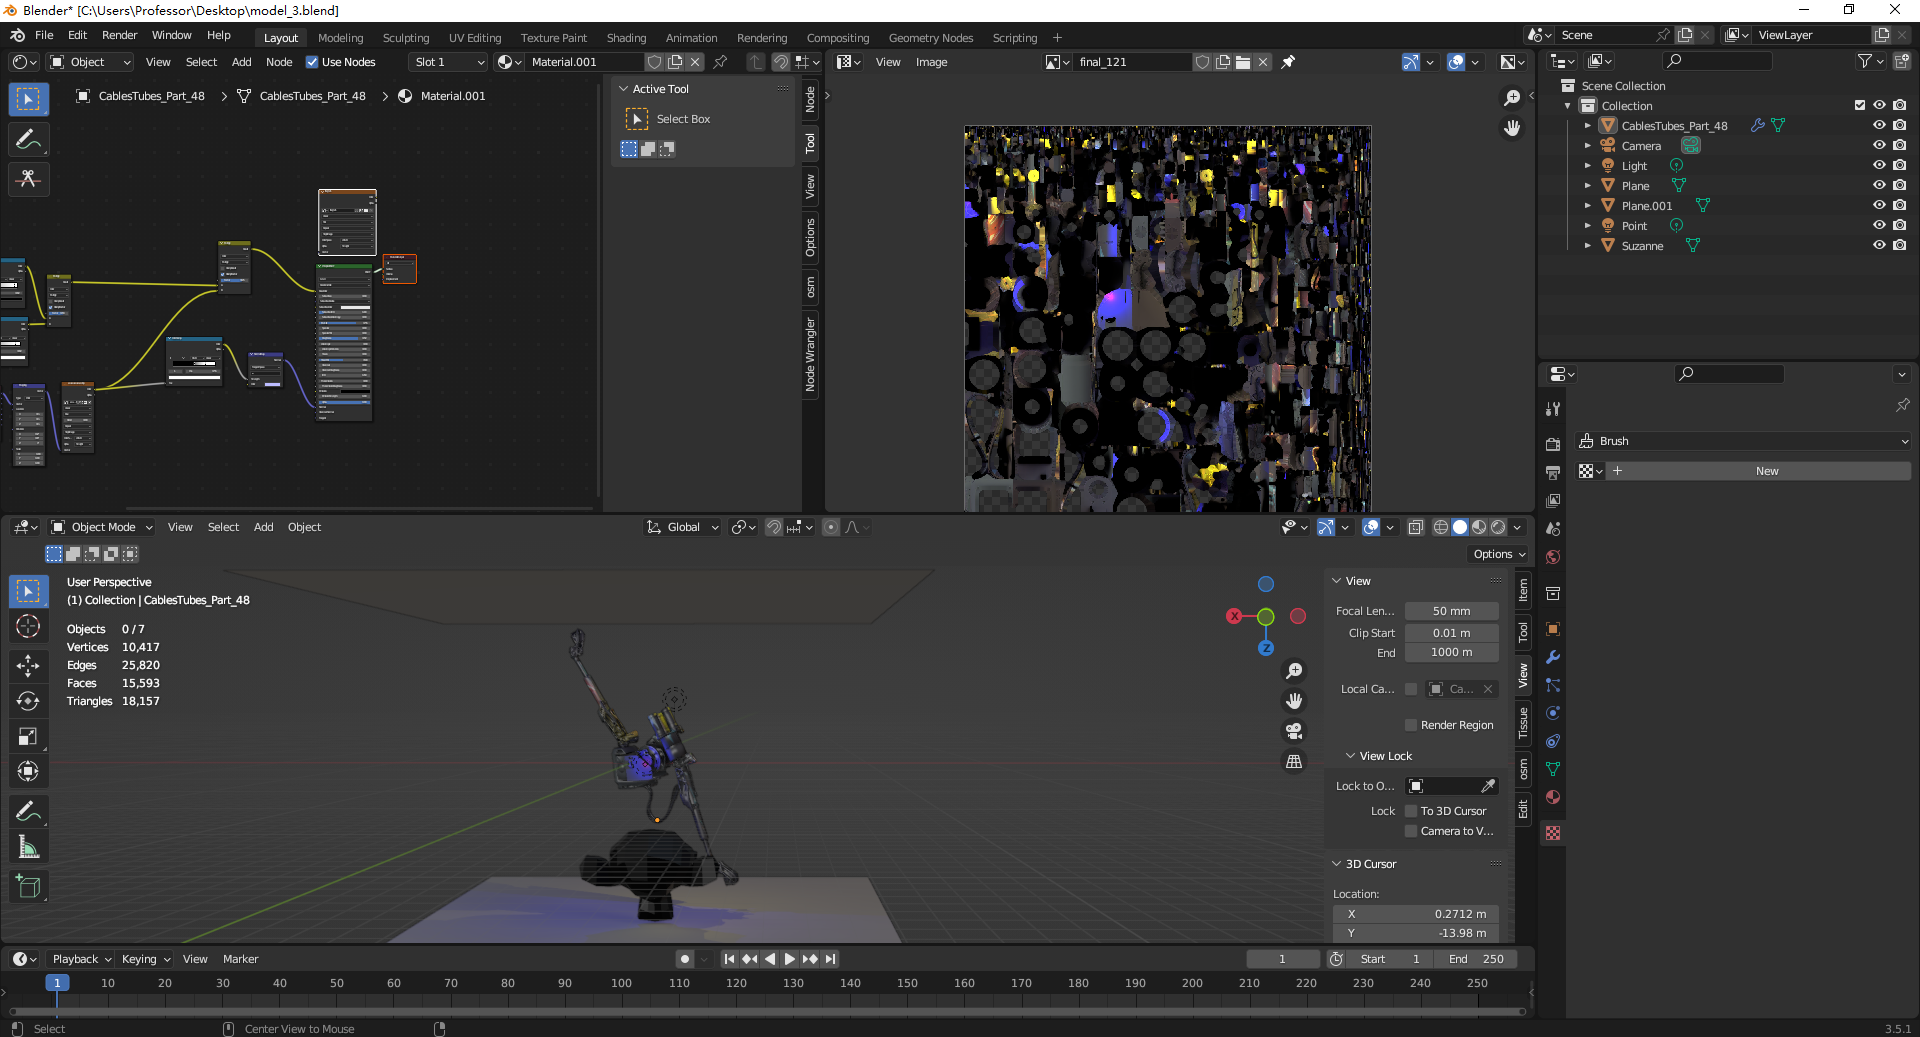 Blender* [C:\Users\Professor\Desktop\model_3.blend]
File Edit Render Window Help Layout Modeling Sculpting UV Editing Texture Paint Shading Animation Rendering Compositing Geometry Nodes Scripting + Scene ViewLayer
Object View Select Add Node Use Nodes Slot 1 Material.001
CablesTubes_Part_48 > CablesTubes_Part_48 > Material.001
Active Tool
Select Box
Node
Tool
View
Options
osm
Node Wrangler
View Image final_121
Scene Collection
Collection
CablesTubes_Part_48
Camera
Light
Plane
Plane.001
Point
Suzanne
Brush
New
Object Mode View Select Add Object Global
Options
User Perspective
(1) Collection | CablesTubes_Part_48
Objects 0 / 7
Vertices 10,417
Edges 25,820
Faces 15,593
Triangles 18,157
X
Z
View
Focal Len... 50 mm
Clip Start 0.01 m
End 1000 m
Local Ca... Ca...
Render Region
View Lock
Lock to O...
Lock To 3D Cursor
Camera to V...
3D Cursor
Location:
X 0.2712 m
Y -13.98 m
Item
Tool
View
Tissue
osm
Edit
Playback Keying View Marker 1 Start 1 End 250
1 10 20 30 40 50 60 70 80 90 100 110 120 130 140 150 160 170 180 190 200 210 220 230 240 250
Select Center View to Mouse 3.5.1